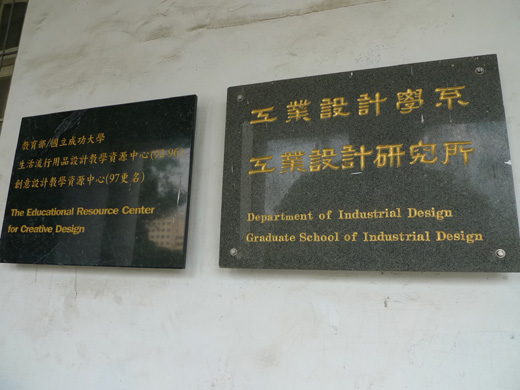 教育部/國立成功大學
生活流行用品設計教學資源中心(92-96)
創意設計教學資源中心(97更名)
The Educational Resource Center
for Creative Design
工業設計學系
工業設計研究所
Department of Industrial Design
Graduate School of Industrial Design